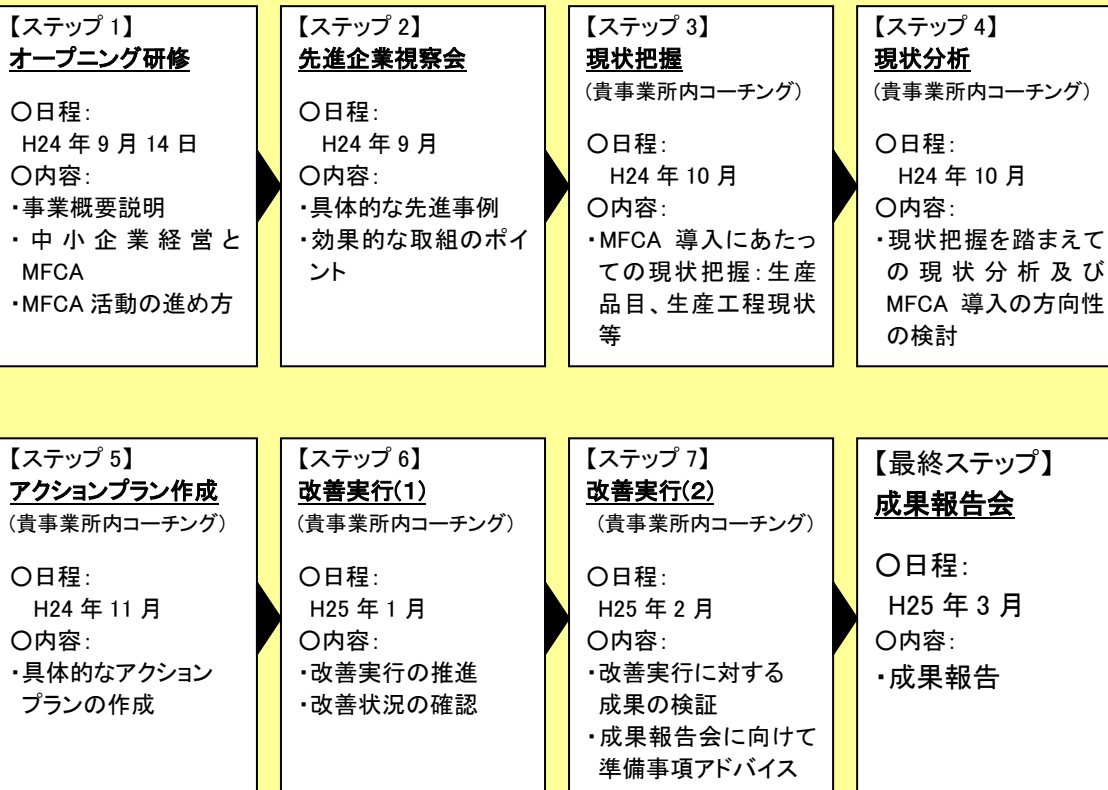 【ステップ 1】
オープニング研修
〇日程:
H24 年 9 月 14 日
〇内容:
・事業概要説明
・中小企業経営と
MFCA
・MFCA 活動の進め方
【ステップ 2】
先進企業視察会
〇日程:
H24 年 9 月
〇内容:
・具体的な先進事例
・効果的な取組のポイ
ント
【ステップ 3】
現状把握
(貴事業所内コーチング)
〇日程:
H24 年 10 月
〇内容:
・MFCA 導入にあたっ
ての現状把握:生産
品目、生産工程現状
等
【ステップ 4】
現状分析
(貴事業所内コーチング)
〇日程:
H24 年 10 月
〇内容:
・現状把握を踏まえて
の現状分析及び
MFCA 導入の方向性
の検討
【ステップ 5】
アクションプラン作成
(貴事業所内コーチング)
〇日程:
H24 年 11 月
〇内容:
・具体的なアクション
プランの作成
【ステップ 6】
改善実行(1)
(貴事業所内コーチング)
〇日程:
H25 年 1 月
〇内容:
・改善実行の推進
・改善状況の確認
【ステップ 7】
改善実行(2)
(貴事業所内コーチング)
〇日程:
H25 年 2 月
〇内容:
・改善実行に対する
成果の検証
・成果報告会に向けて
準備事項アドバイス
【最終ステップ】
成果報告会
〇日程:
H25 年 3 月
〇内容:
・成果報告